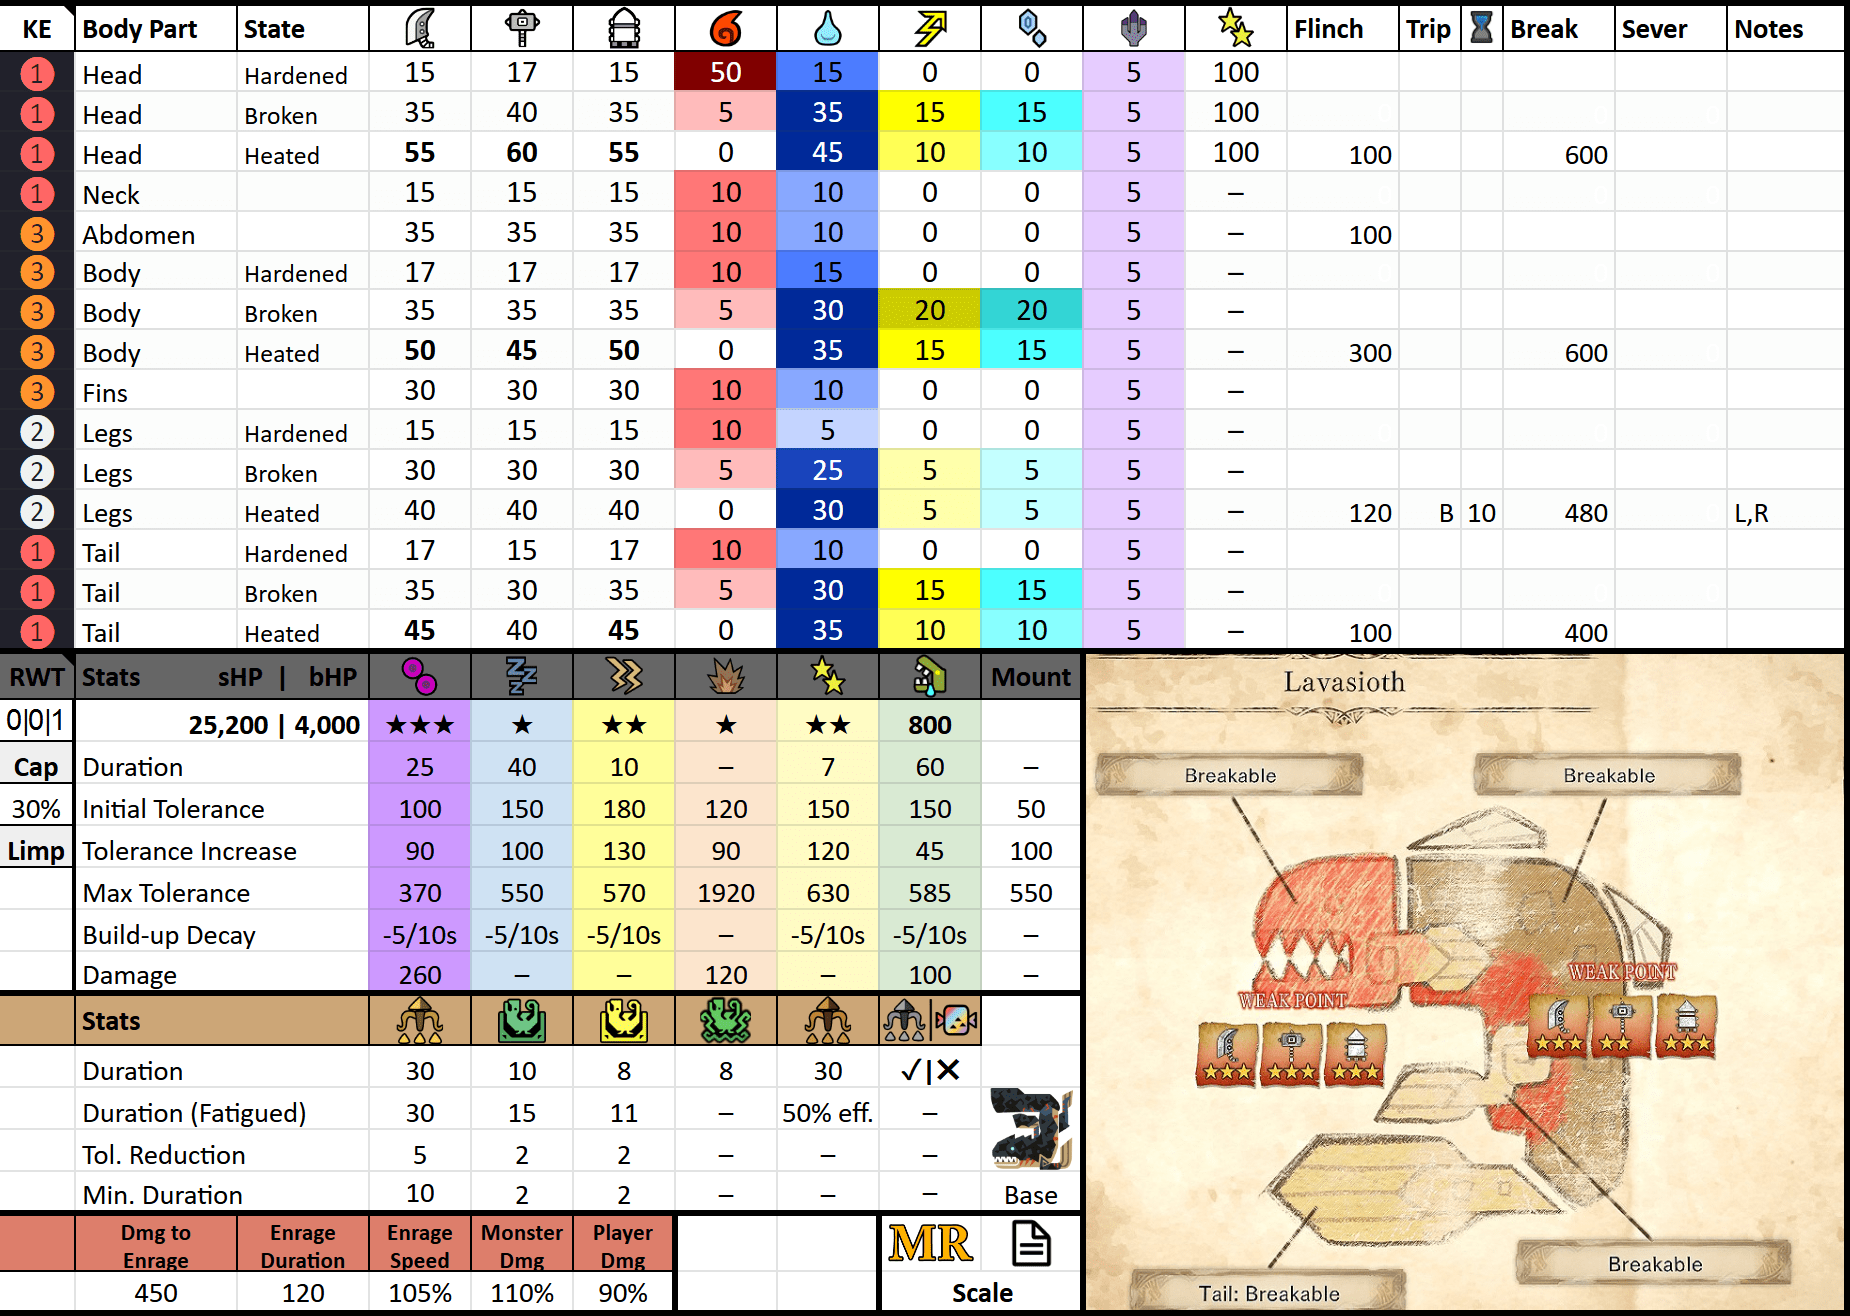 KE Body Part State Flinch Trip Break Sever Notes
1 Head Hardened 15 17 15 50 15 0 0 5 100
1 Head Broken 35 40 35 5 35 15 15 5 100
1 Head Heated 55 60 55 0 45 10 10 5 100 100 600
1 Neck 15 15 15 10 10 0 0 5 –
3 Abdomen 35 35 35 10 10 0 0 5 – 100
3 Body Hardened 17 17 17 10 15 0 0 5 –
3 Body Broken 35 35 35 5 30 20 20 5 –
3 Body Heated 50 45 50 0 35 15 15 5 – 300 600
3 Fins 30 30 30 10 10 0 0 5 –
2 Legs Hardened 15 15 15 10 5 0 0 5 –
2 Legs Broken 30 30 30 5 25 5 5 5 –
2 Legs Heated 40 40 40 0 30 5 5 5 – 120 B 10 480 L,R
1 Tail Hardened 17 15 17 10 10 0 0 5 –
1 Tail Broken 35 30 35 5 30 15 15 5 –
1 Tail Heated 45 40 45 0 35 10 10 5 – 100 400
RWT Stats sHP | bHP Mount
0|0|1 25,200 | 4,000 ★★★ ★ ★★ ★ ★★ 800
Cap Duration 25 40 10 – 7 60 –
30% Initial Tolerance 100 150 180 120 150 150 50
Limp Tolerance Increase 90 100 130 90 120 45 100
Max Tolerance 370 550 570 1920 630 585 550
Build-up Decay -5/10s -5/10s -5/10s – -5/10s -5/10s –
Damage 260 – – 120 – 100 –
Stats
Duration 30 10 8 8 30 ✓|✕
Duration (Fatigued) 30 15 11 – 50% eff. –
Tol. Reduction 5 2 2 – – –
Min. Duration 10 2 2 – – – Base
Dmg to Enrage Enrage Duration Enrage Speed Monster Dmg Player Dmg MR
450 120 105% 110% 90% Scale
Lavasioth
Breakable
Breakable
WEAK POINT
WEAK POINT
Breakable
Tail: Breakable